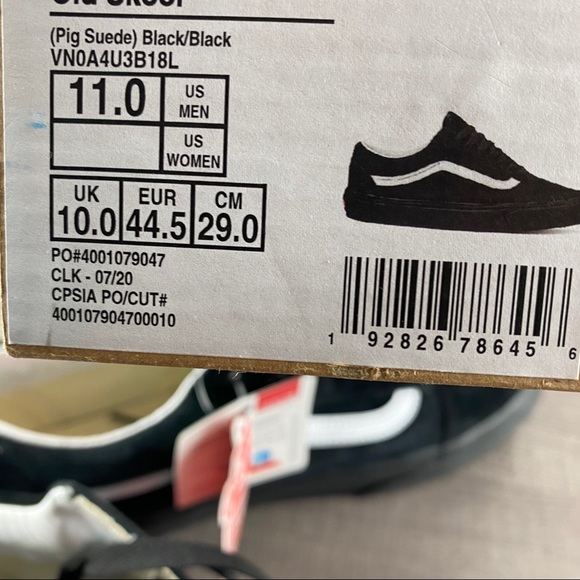 (Pig Suede) Black/Black
VN0A4U3B18L
11.0 US MEN
US WOMEN
UK EUR CM
10.0 44.5 29.0
PO#4001079047
CLK - 07/20
CPSIA PO/CUT#
400107904700010
1 92826 78645 6